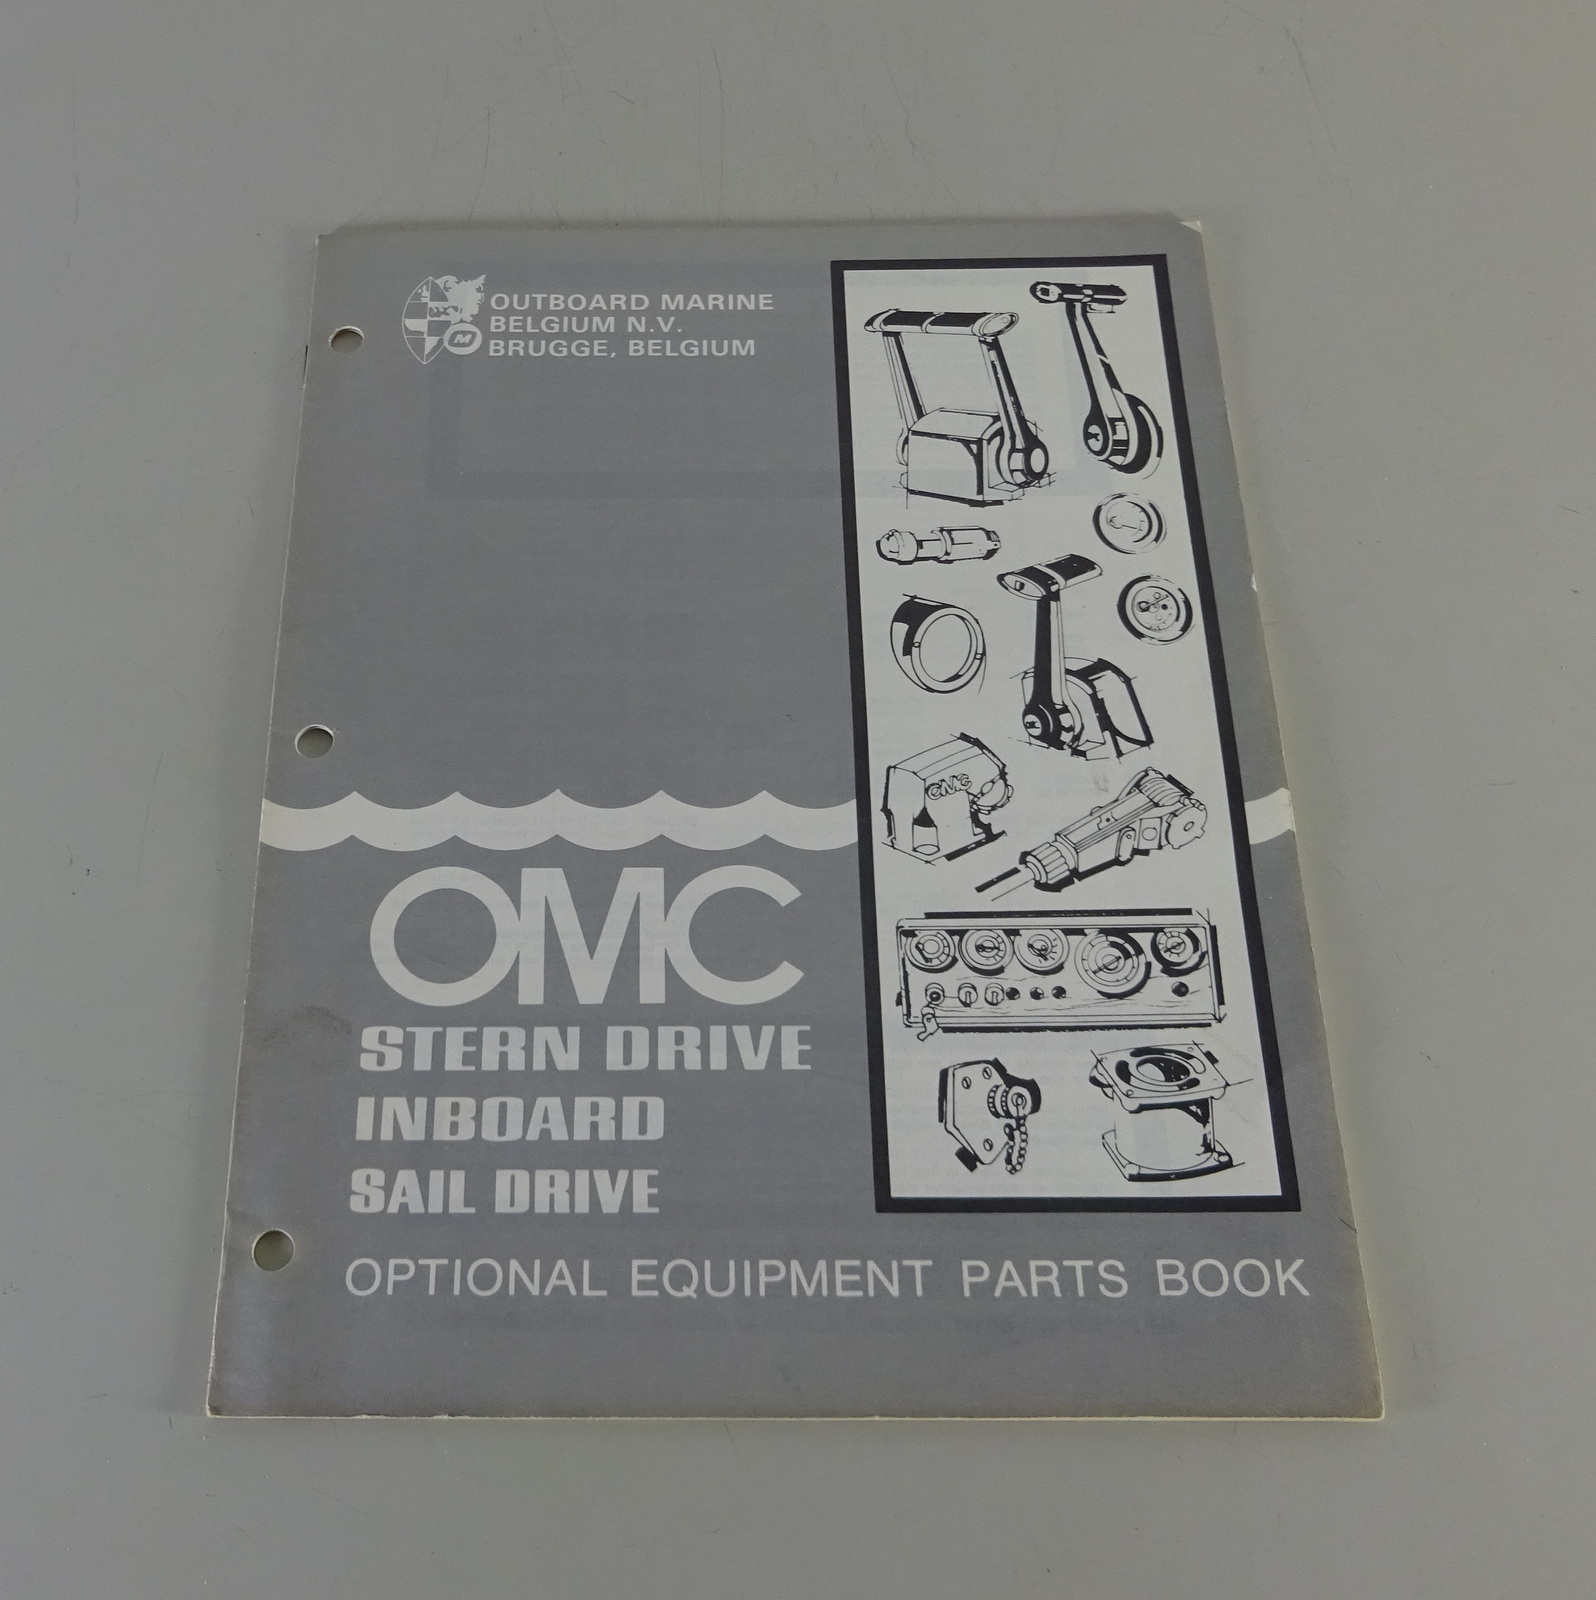 OUTBOARD MARINE
BELGIUM N.V.
BRUGGE, BELGIUM
OMC
OMC
STERN DRIVE
INBOARD
SAIL DRIVE
OPTIONAL EQUIPMENT PARTS BOOK